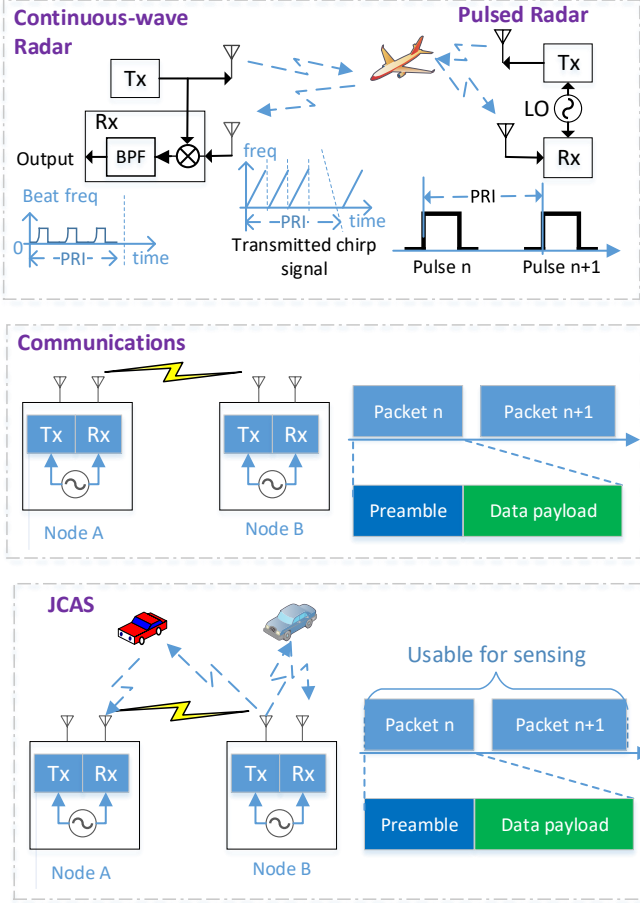 Continuous-wave
Radar
Pulsed Radar
Tx
Tx
LO
Rx
BPF
Output
Rx
freq
PRI
time
Transmitted chirp
signal
Beat freq
0
PRI
time
PRI
Pulse n
Pulse n+1
Communications
Tx
Rx
Node A
Tx
Rx
Node B
Packet n
Packet n+1
Preamble
Data payload
JCAS
Usable for sensing
Tx
Rx
Node A
Tx
Rx
Node B
Packet n
Packet n+1
Preamble
Data payload